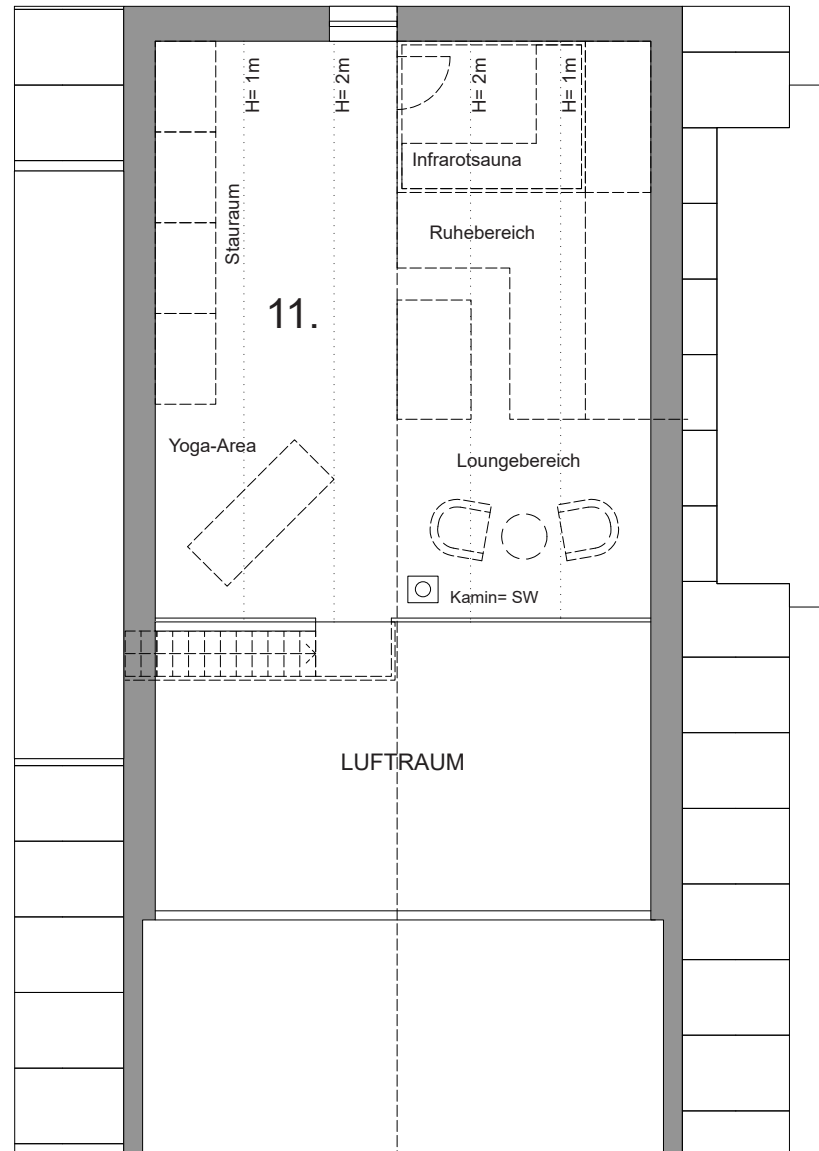 H= 1m
H= 2m
H= 2m
H= 1m
Infrarotsauna
Stauraum
Ruhebereich
11.
Yoga-Area
Loungebereich
Kamin= SW
LUFTRAUM